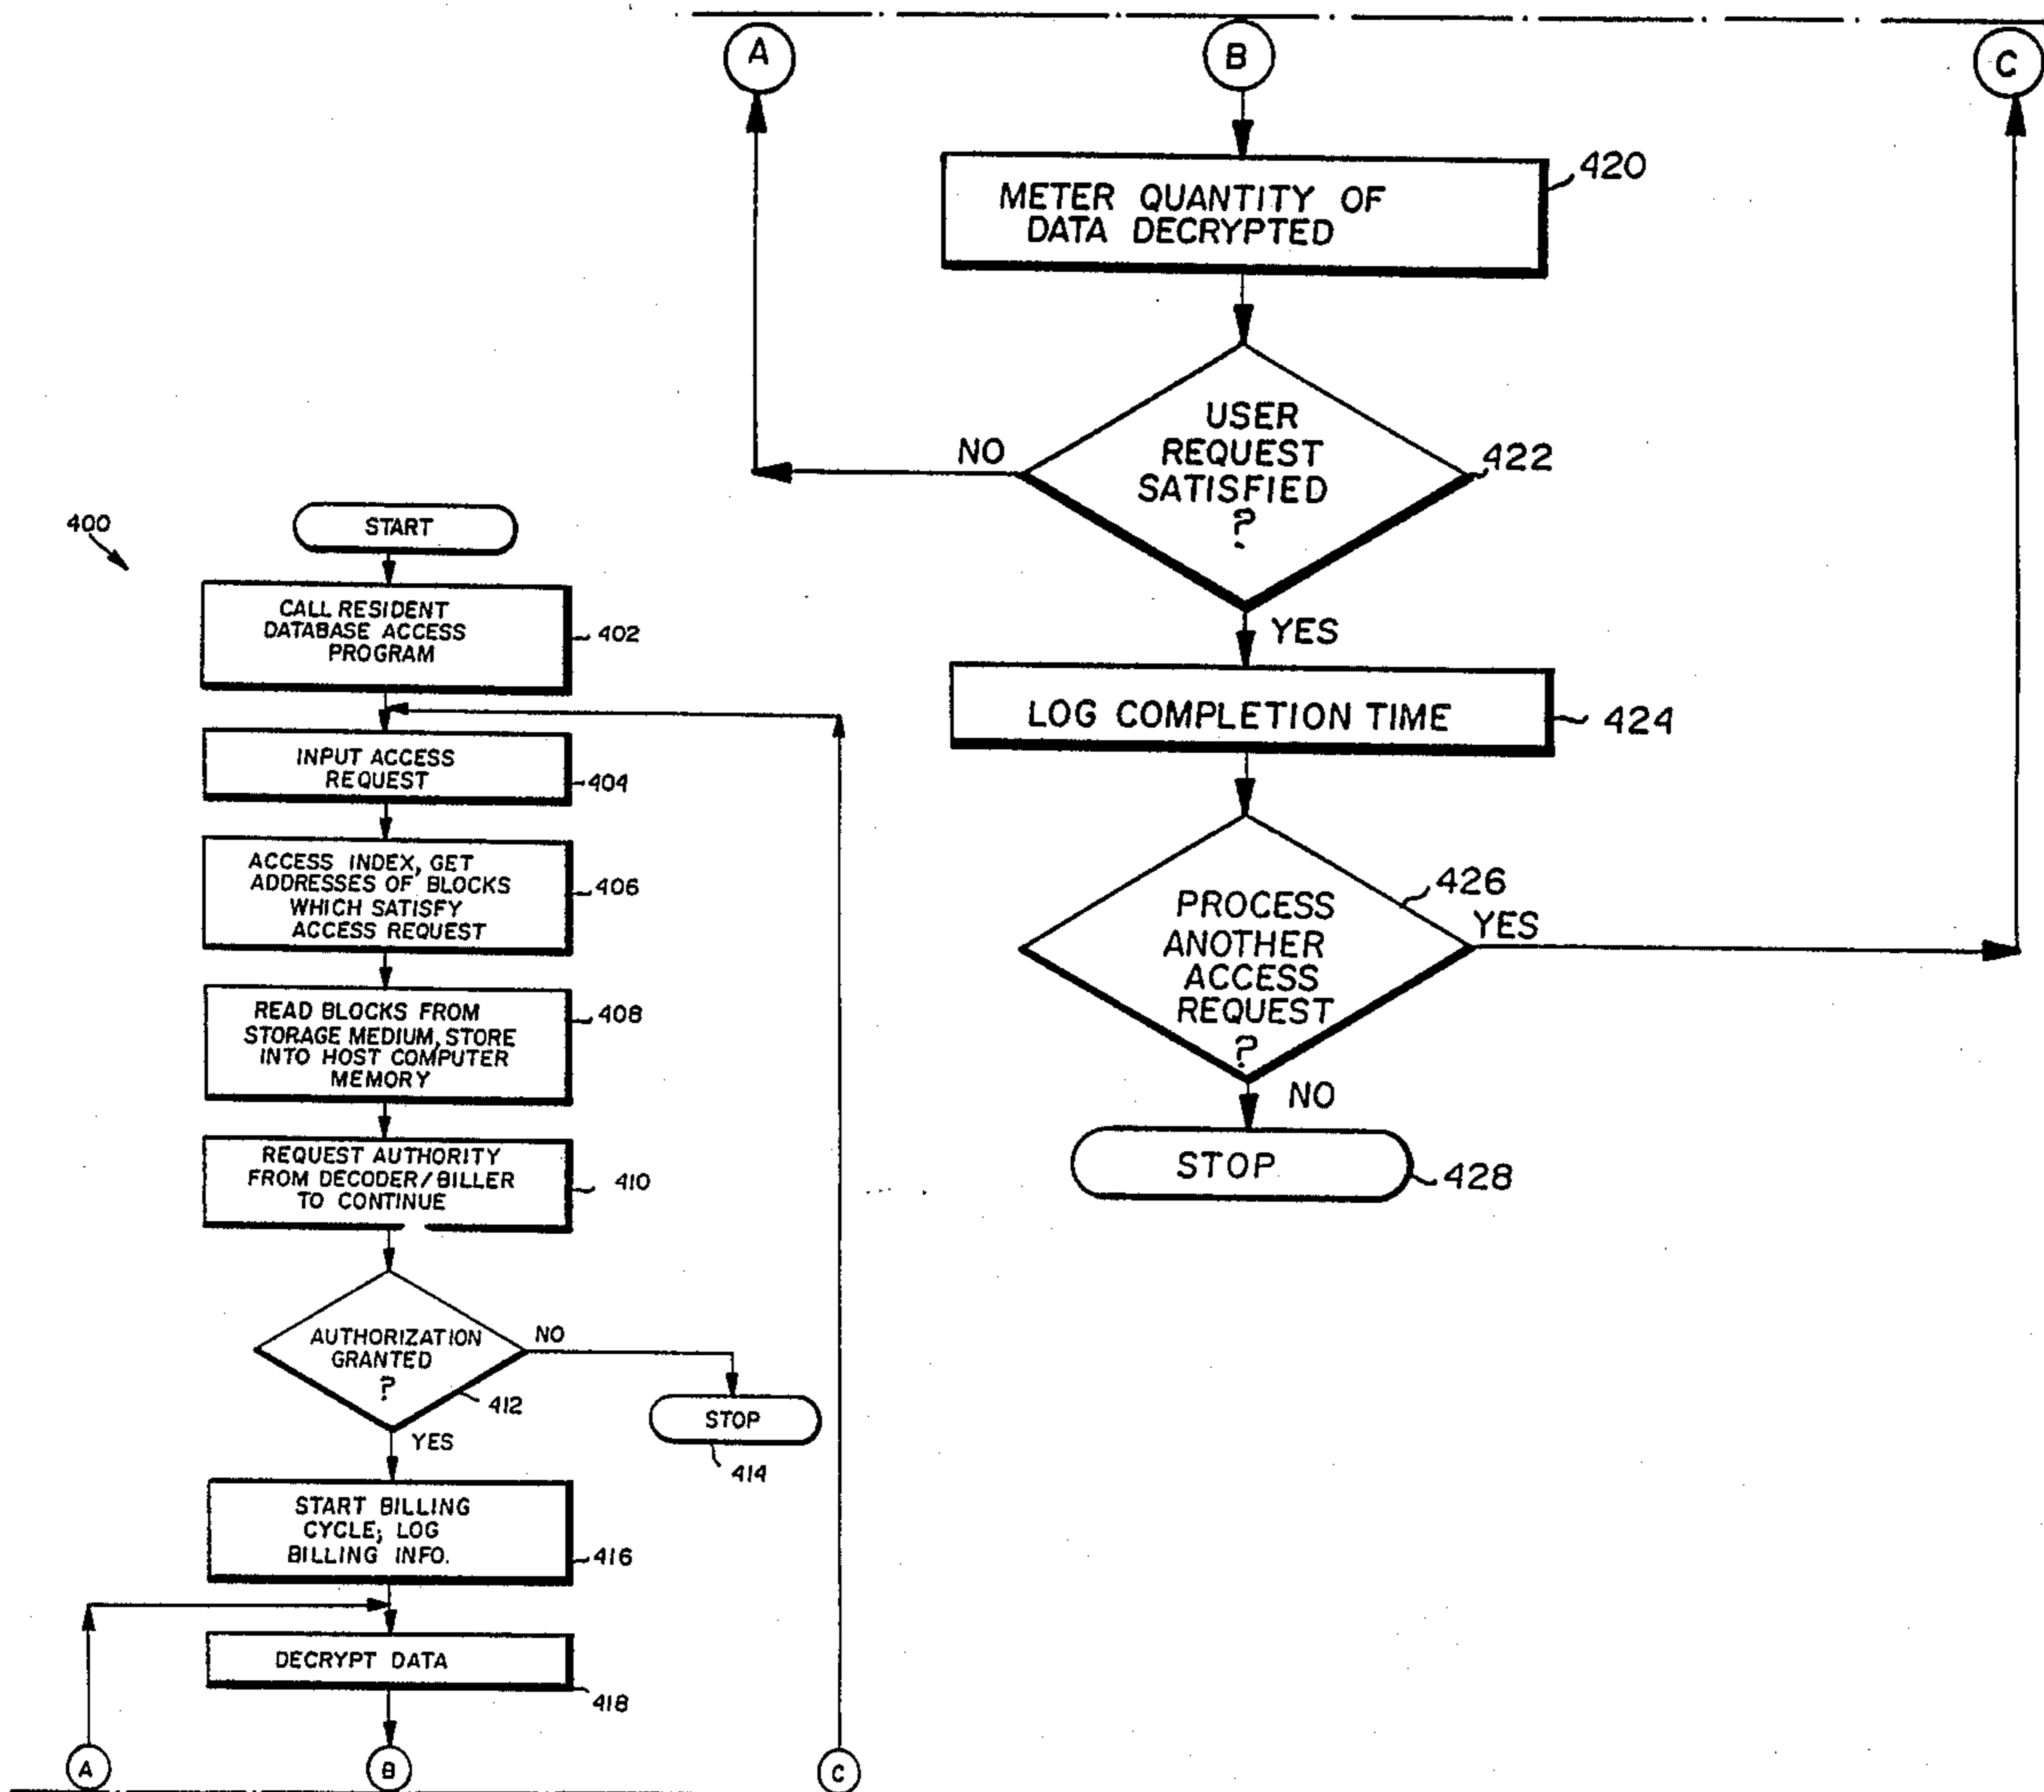 400
START
CALL RESIDENT
DATABASE ACCESS
PROGRAM
402
INPUT ACCESS
REQUEST
404
ACCESS INDEX, GET
ADDRESSES OF BLOCKS
WHICH SATISFY
ACCESS REQUEST
406
READ BLOCKS FROM
STORAGE MEDIUM, STORE
INTO HOST COMPUTER
MEMORY
408
REQUEST AUTHORITY
FROM DECODER/BILLER
TO CONTINUE
410
AUTHORIZATION
GRANTED
?
412
NO
STOP
414
YES
START BILLING
CYCLE; LOG
BILLING INFO.
416
DECRYPT DATA
418
A
B
C
A
B
C
METER QUANTITY OF
DATA DECRYPTED
420
USER
REQUEST
SATISFIED
?
422
NO
YES
LOG COMPLETION TIME
424
PROCESS
ANOTHER
ACCESS
REQUEST
?
426
YES
NO
STOP
428